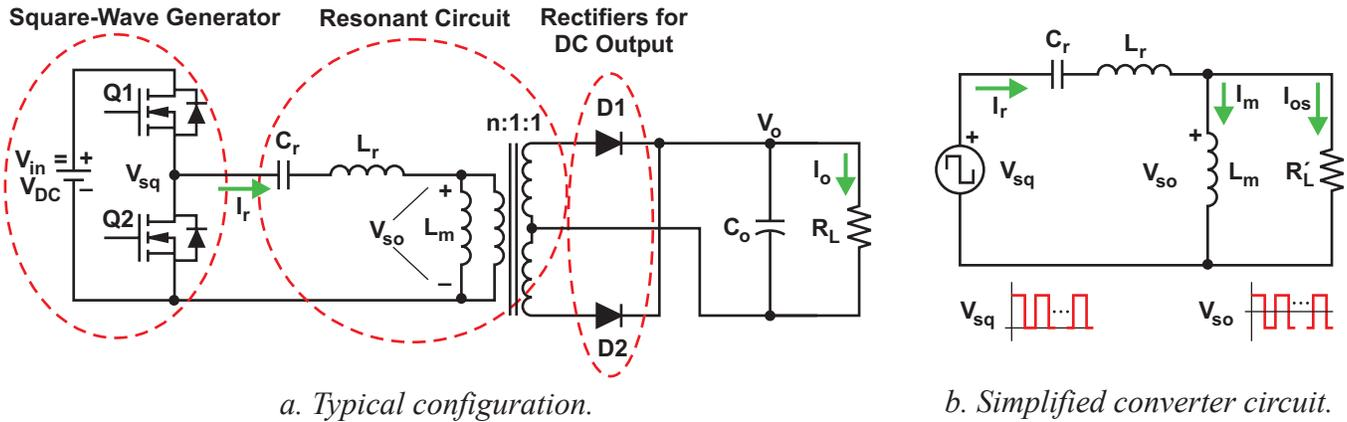 Square-Wave Generator
Resonant Circuit
Rectifiers for
DC Output
Q1
Vin =
VDC
+
–
Vsq
Q2
Ir
Cr
Lr
Vso
+
Lm
–
n:1:1
D1
D2
Vo
Io
Co
RL
a. Typical configuration.
Cr
Lr
Ir
Im
Ios
+
Vsq
+
Vso
Lm
R´L
Vsq
...
Vso
...
b. Simplified converter circuit.